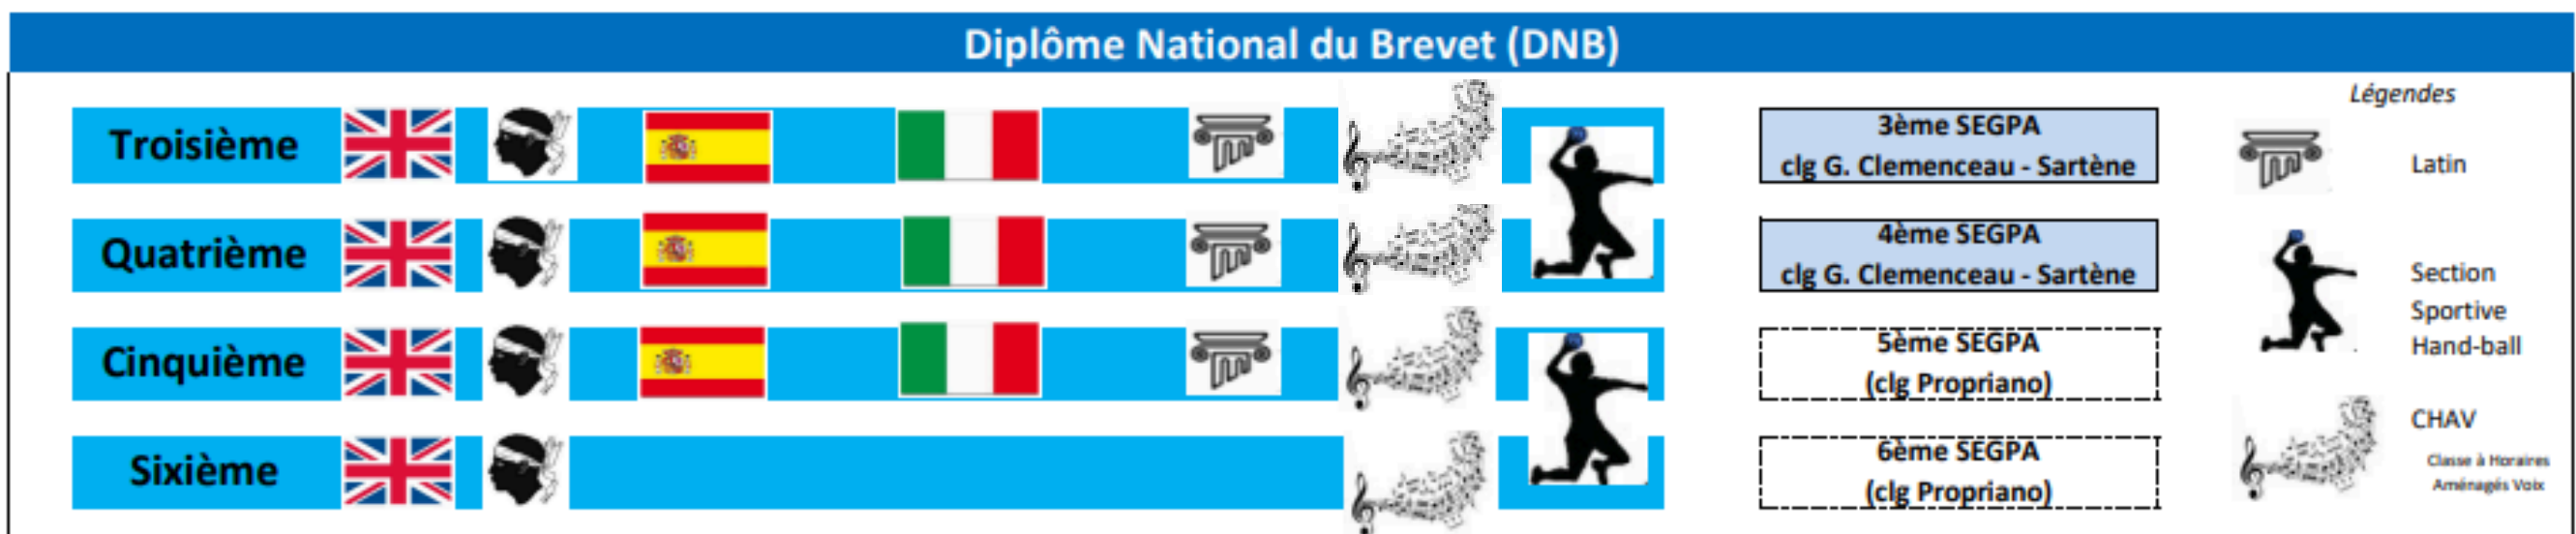 Diplôme National du Brevet (DNB)
Troisième
3ème SEGPA
clg G. Clemenceau - Sartène
Quatrième
4ème SEGPA
clg G. Clemenceau - Sartène
Cinquième
5ème SEGPA
(clg Propriano)
Sixième
6ème SEGPA
(clg Propriano)
Légendes
Latin
Section
Sportive
Hand-ball
CHAV
Classe à Horaires
Aménagés Voix